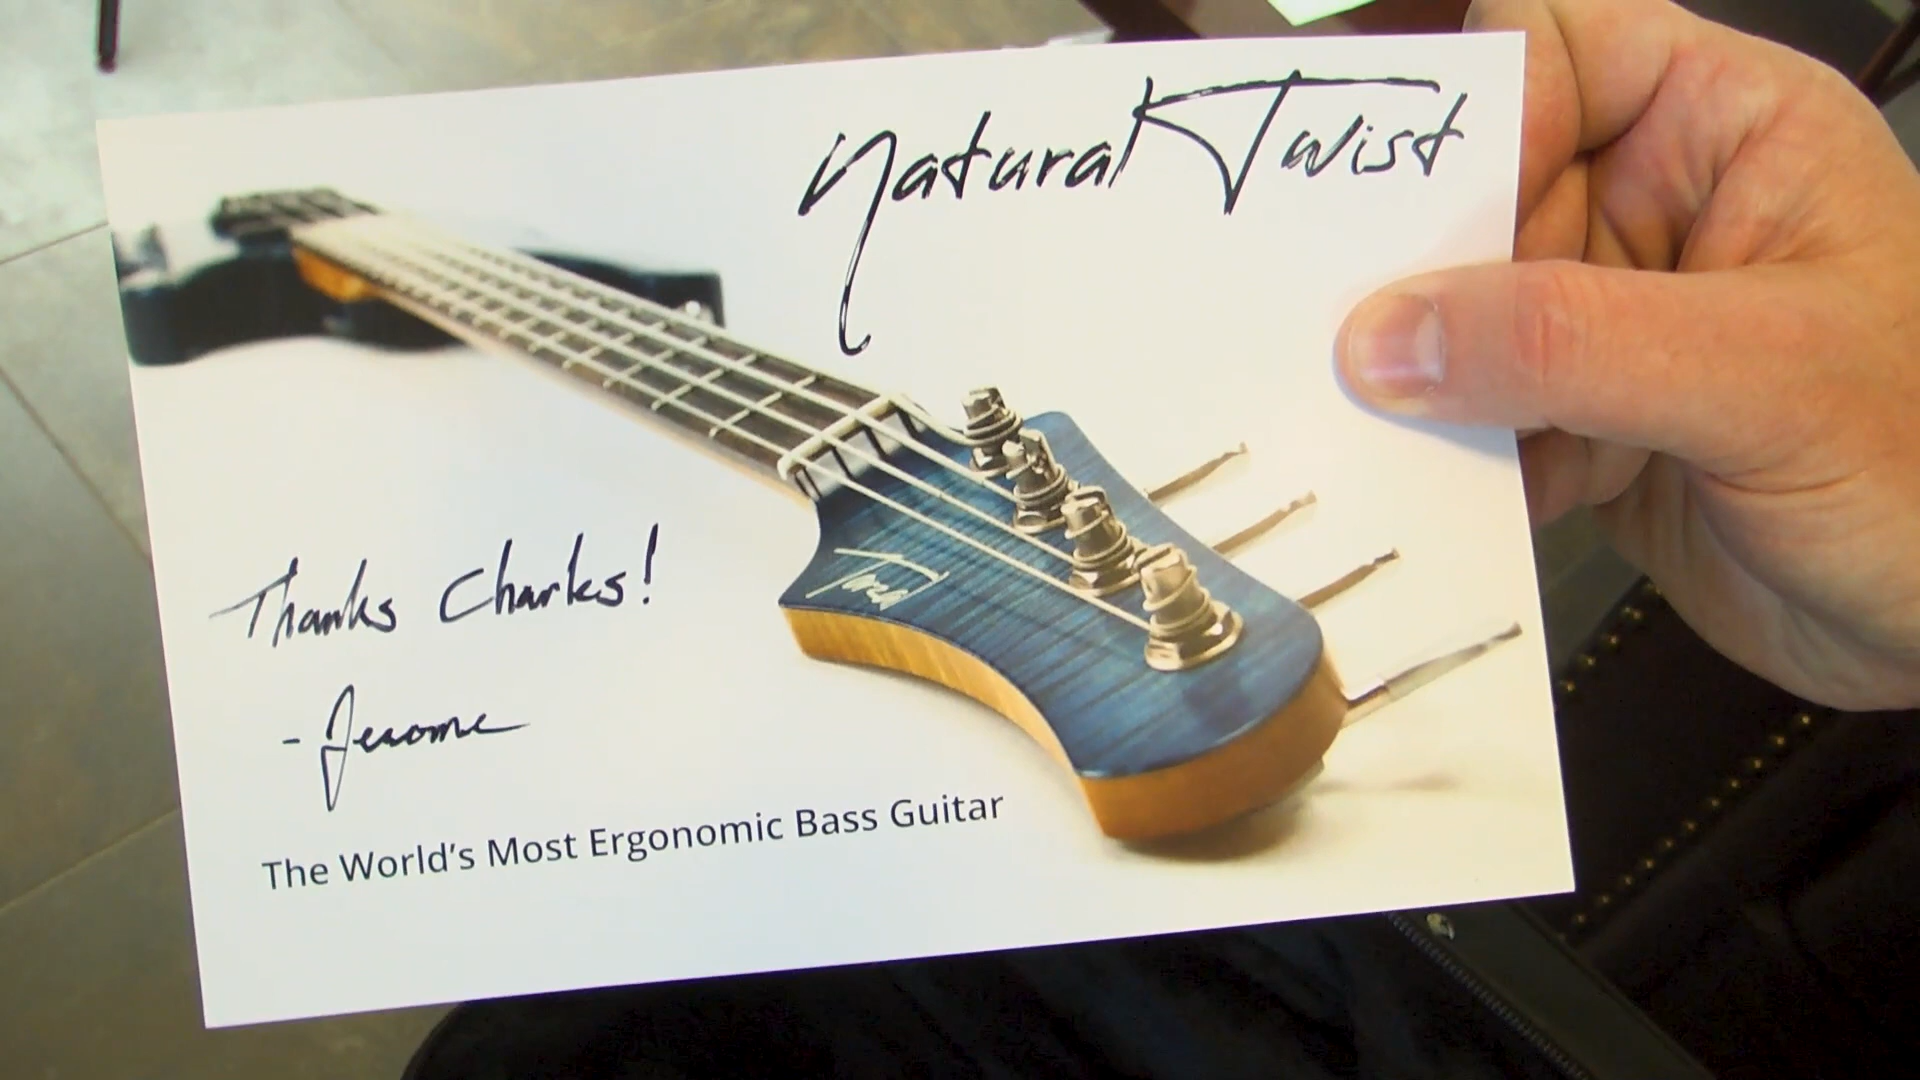 natural Twist
Thanks Charles!
- Jerome
The World's Most Ergonomic Bass Guitar